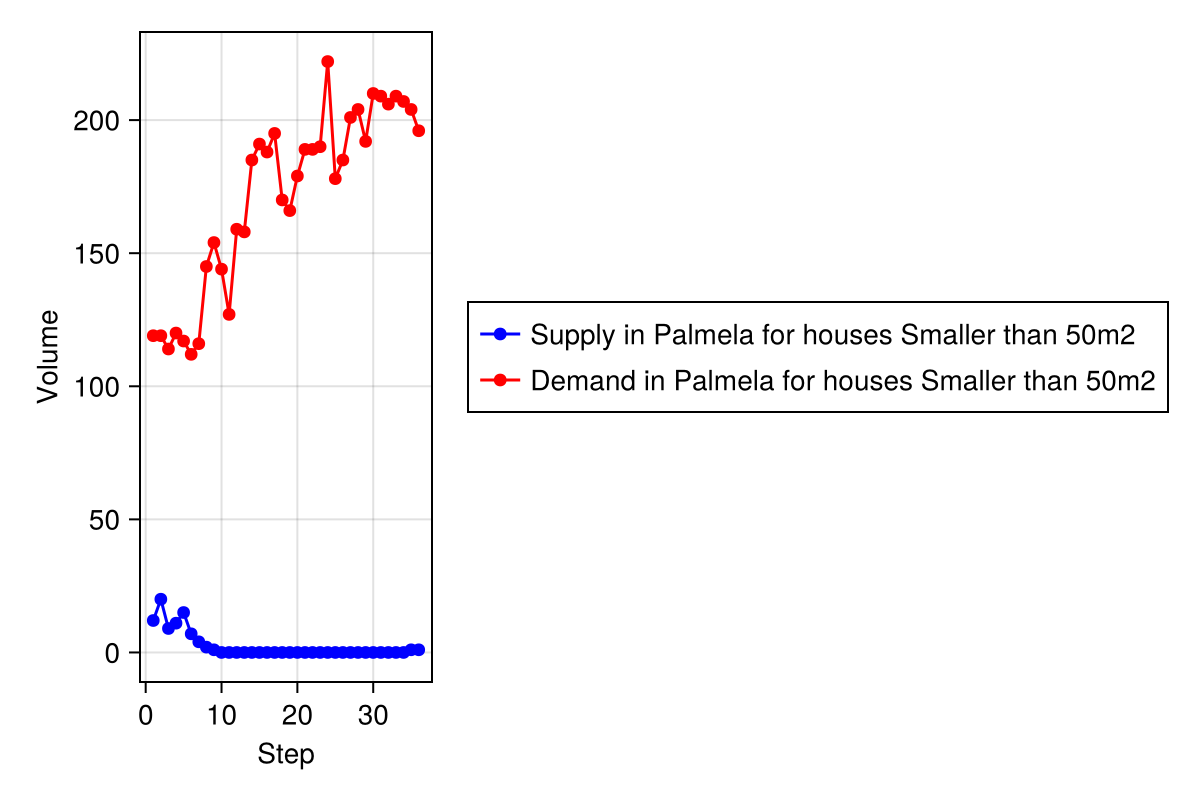 200
150
100
50
0
Volume
0 10 20 30
Step
Supply in Palmela for houses Smaller than 50m2
Demand in Palmela for houses Smaller than 50m2